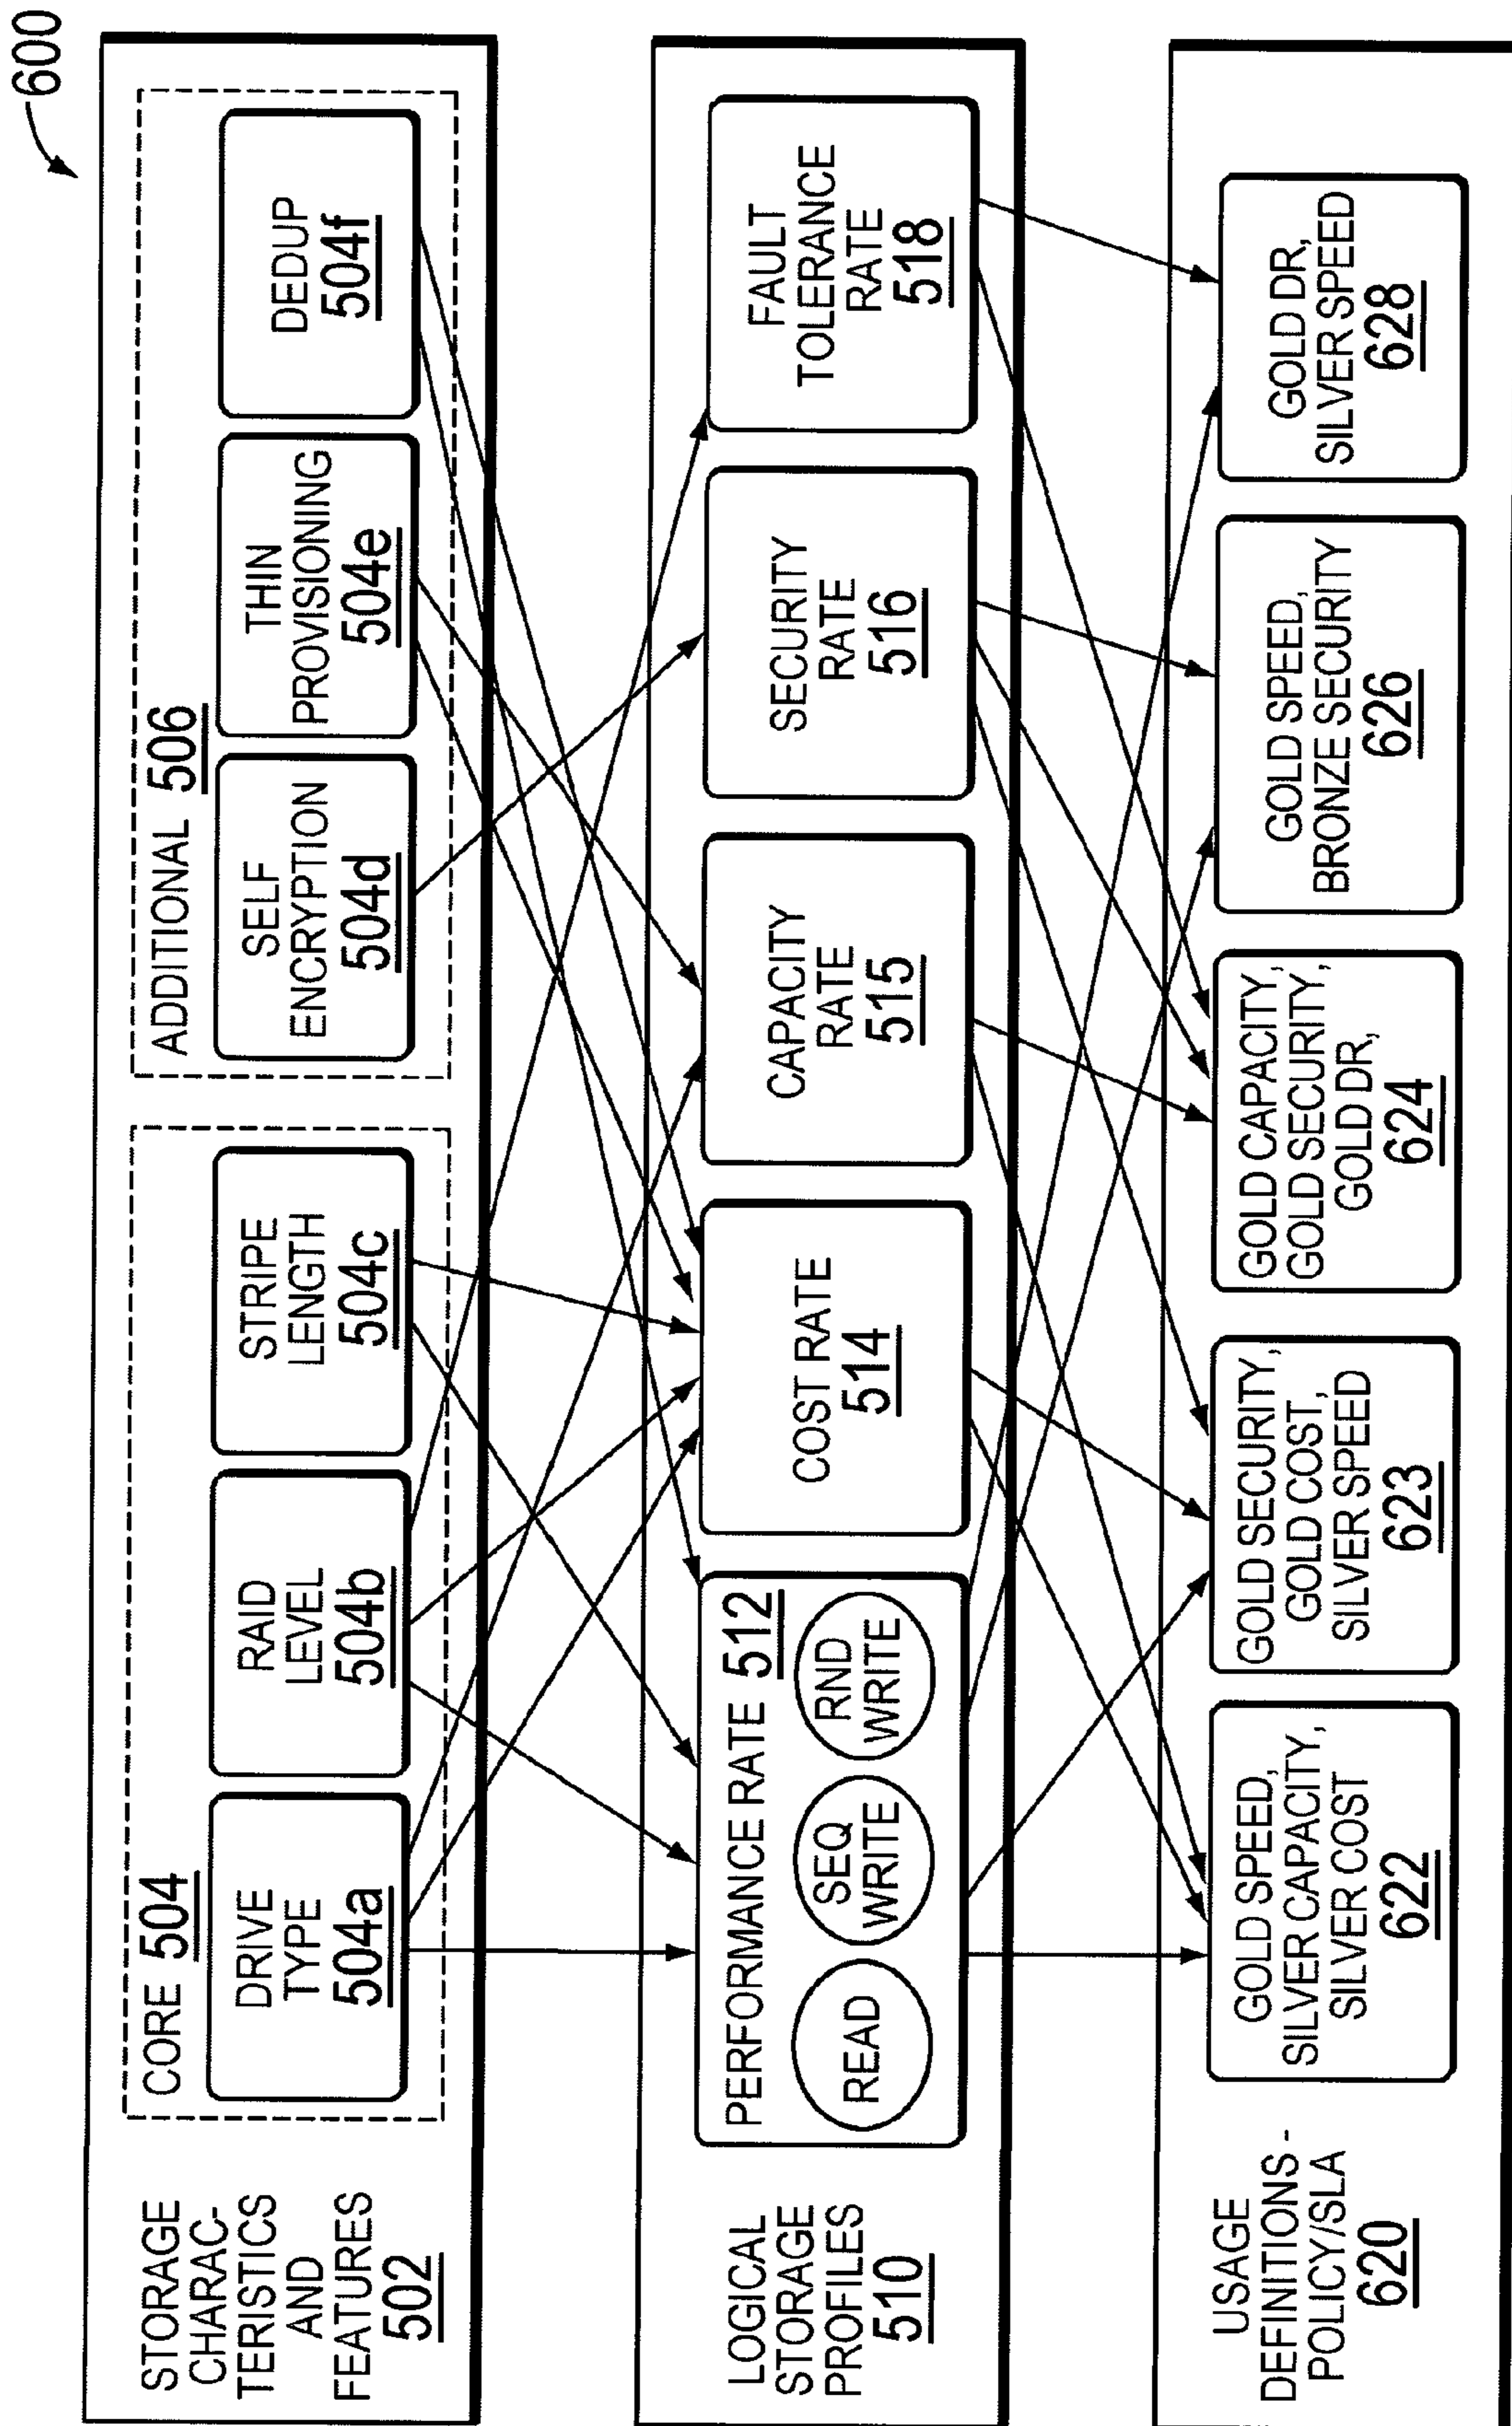 600
STORAGE
CHARAC-
TERISTICS
AND
FEATURES
502
CORE 504
DRIVE
TYPE
504a
RAID
LEVEL
504b
STRIPE
LENGTH
504c
ADDITIONAL 506
SELF
ENCRYPTION
504d
THIN
PROVISIONING
504e
DEDUP
504f
LOGICAL
STORAGE
PROFILES
510
PERFORMANCE RATE 512
READ
SEQ
WRITE
RND
WRITE
COST RATE
514
CAPACITY
RATE
515
SECURITY
RATE
516
FAULT
TOLERANCE
RATE
518
USAGE
DEFINITIONS -
POLICY/SLA
620
GOLD SPEED,
SILVER CAPACITY,
SILVER COST
622
GOLD SECURITY,
GOLD COST,
SILVER SPEED
623
GOLD CAPACITY,
GOLD SECURITY,
GOLD DR,
624
GOLD SPEED,
BRONZE SECURITY
626
GOLD DR,
SILVER SPEED
628